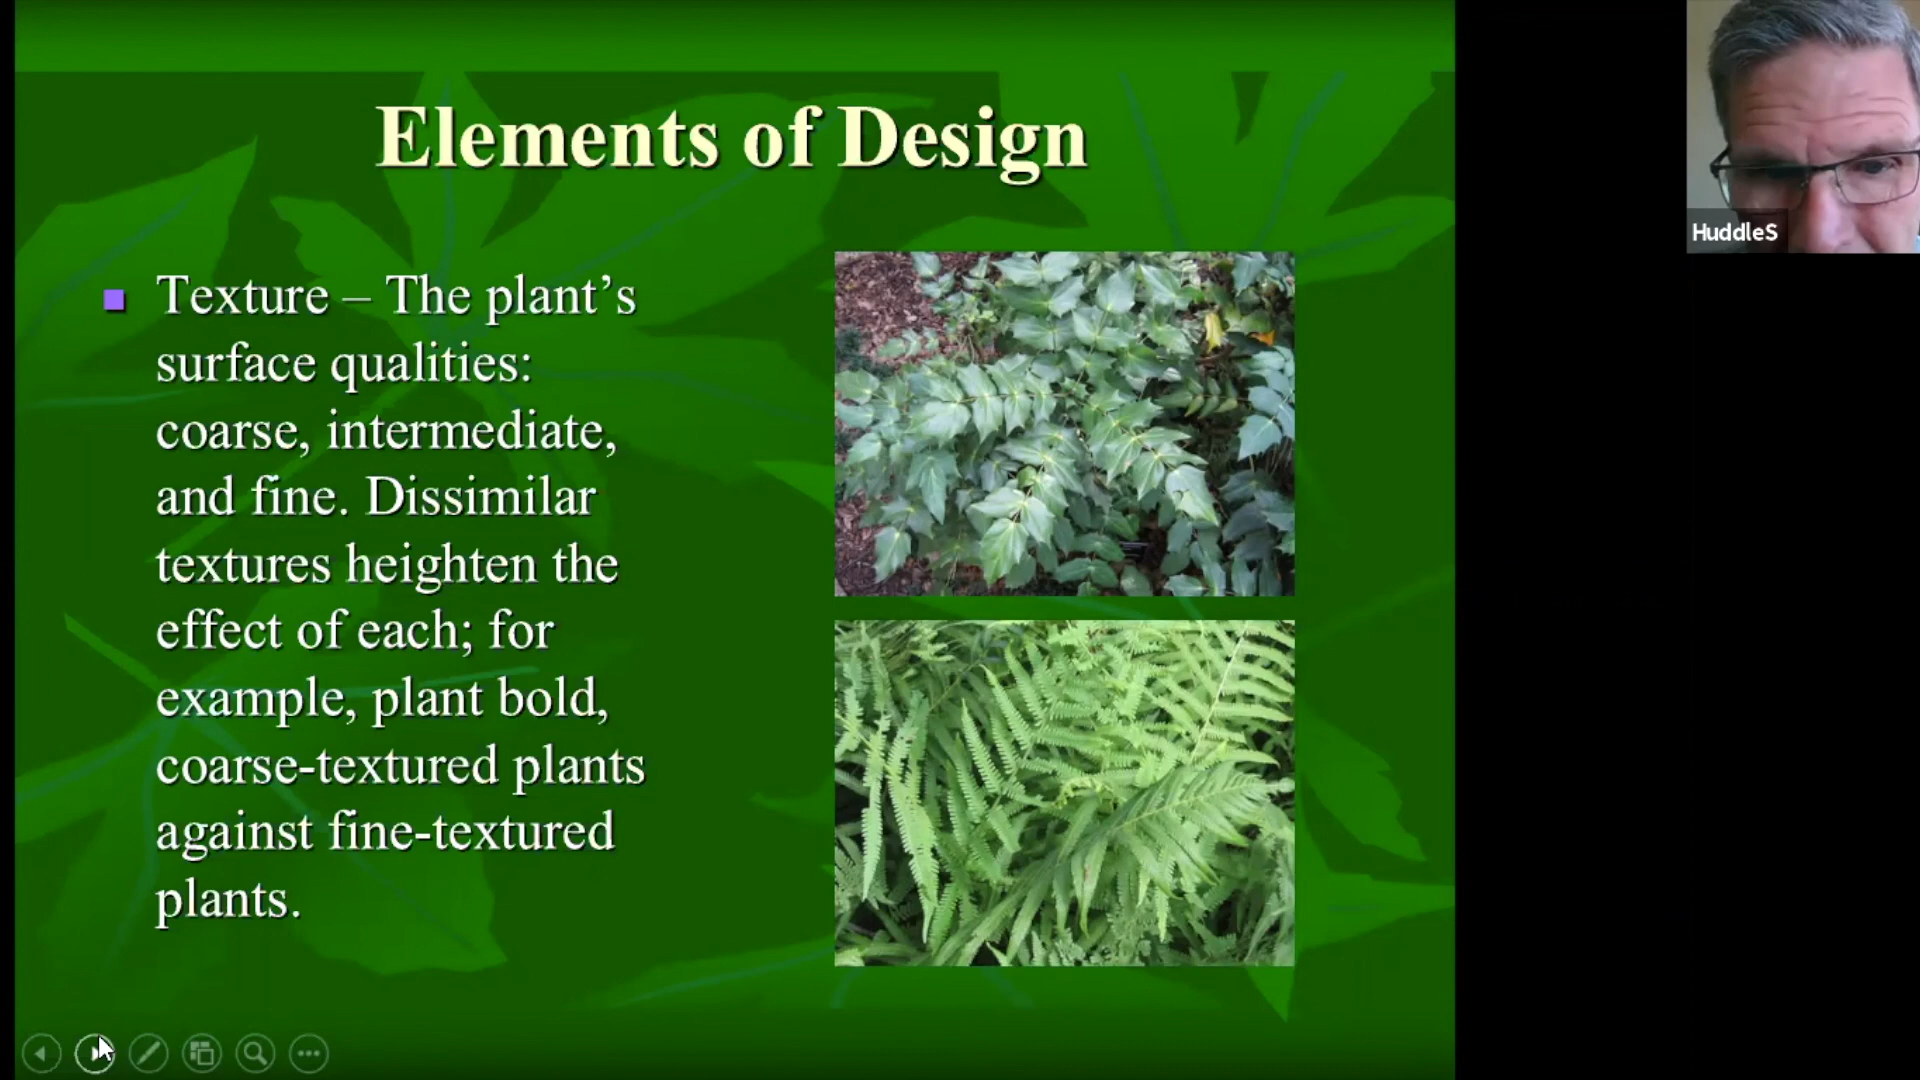 Elements of Design
Texture – The plant’s
surface qualities:
coarse, intermediate,
and fine. Dissimilar
textures heighten the
effect of each; for
example, plant bold,
coarse-textured plants
against fine-textured
plants.
HuddleS